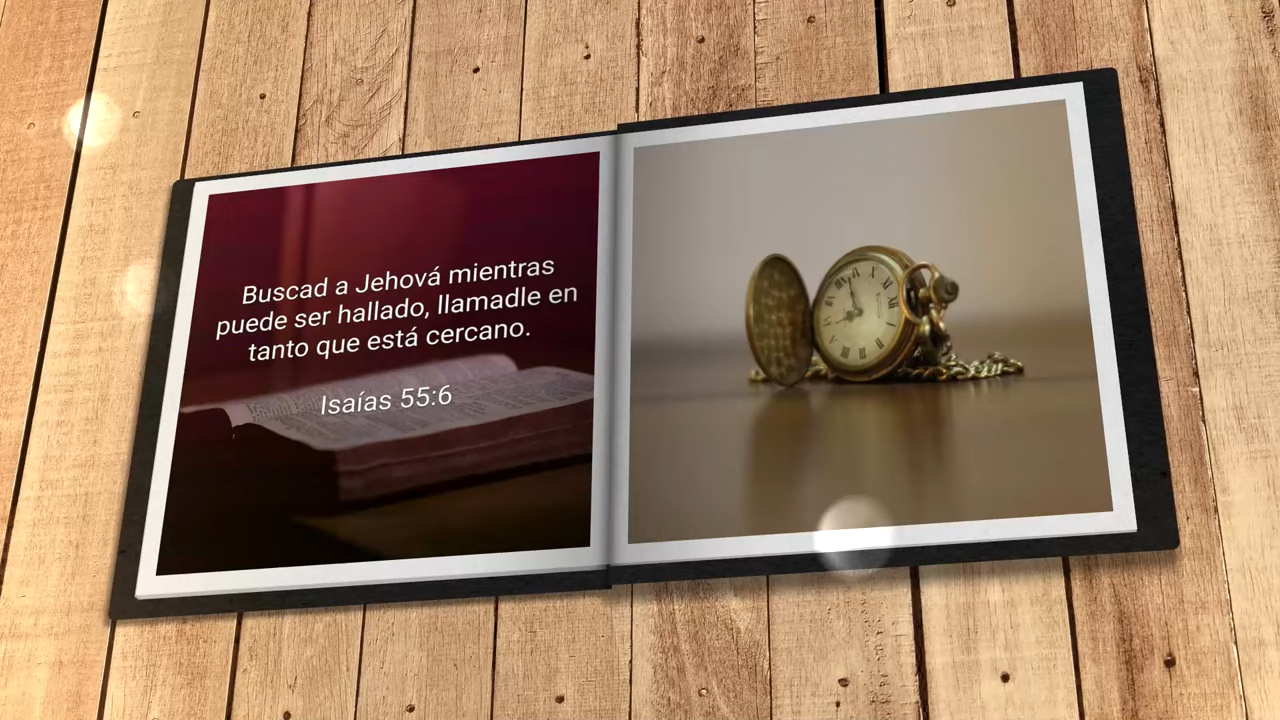 Buscad a Jehová mientras
puede ser hallado, llamadle en
tanto que está cercano.
Isaías 55:6